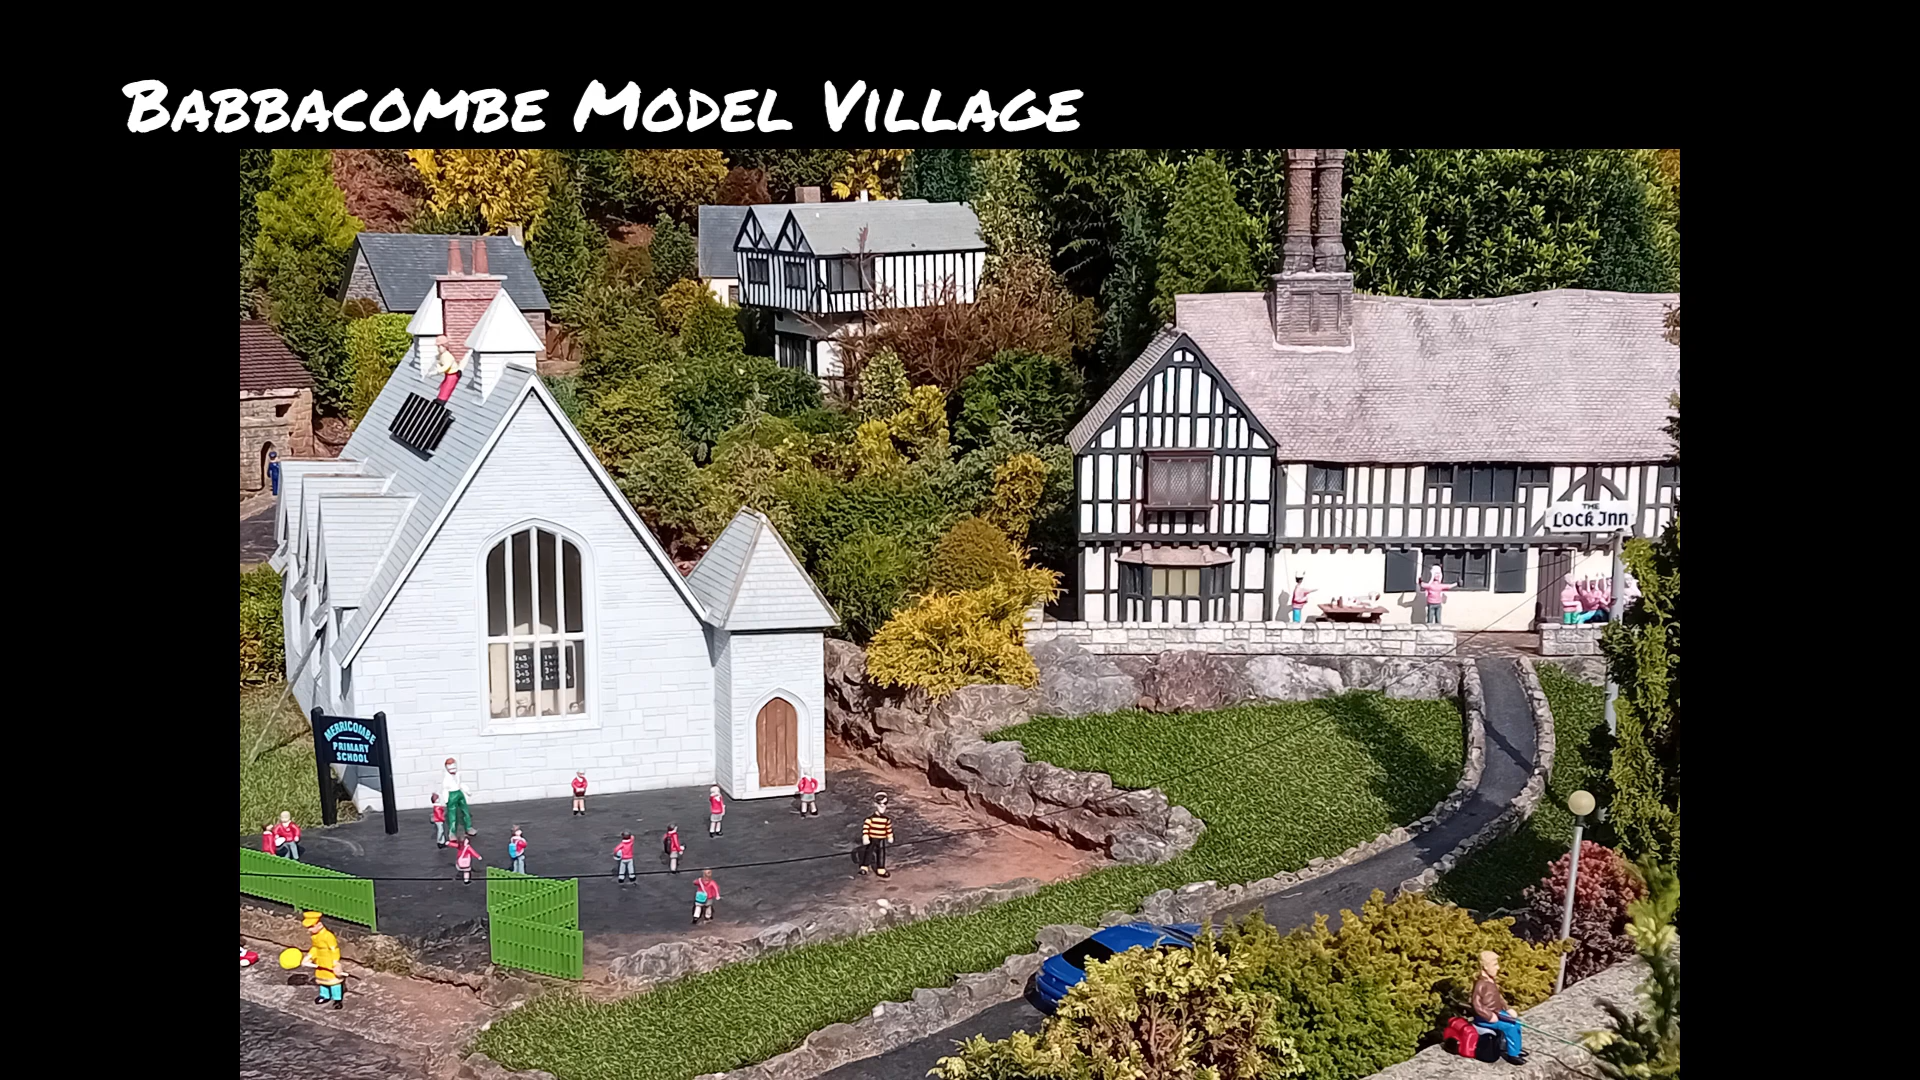 Babbacombe Model Village
THE
Lock Inn
MERRICOMBE
PRIMARY
SCHOOL